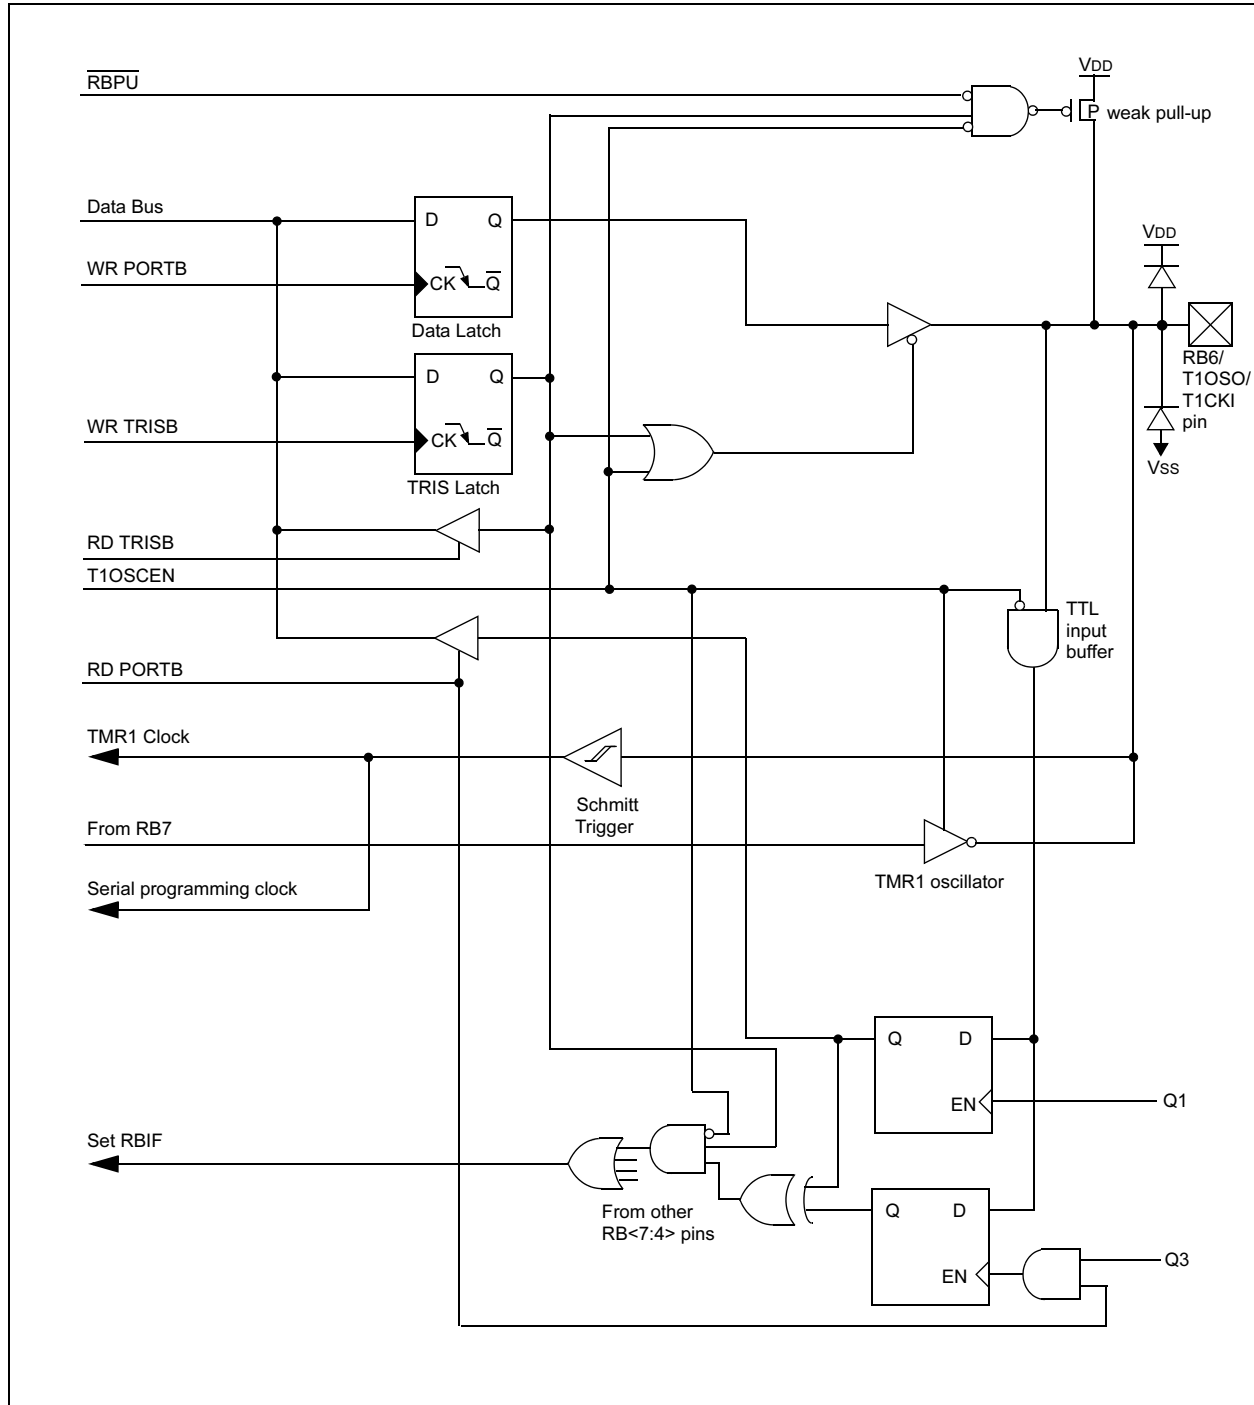 RBPU
VDD
P weak pull-up
Data Bus
D Q
VDD
WR PORTB
CK Q
Data Latch
RB6/
T1OSO/
T1CKI
pin
D Q
WR TRISB
CK Q
VSS
TRIS Latch
RD TRISB
T1OSCEN
TTL
input
buffer
RD PORTB
TMR1 Clock
Schmitt
Trigger
From RB7
TMR1 oscillator
Serial programming clock
Q D
EN
Q1
Set RBIF
From other
RB<7:4> pins
Q D
EN
Q3